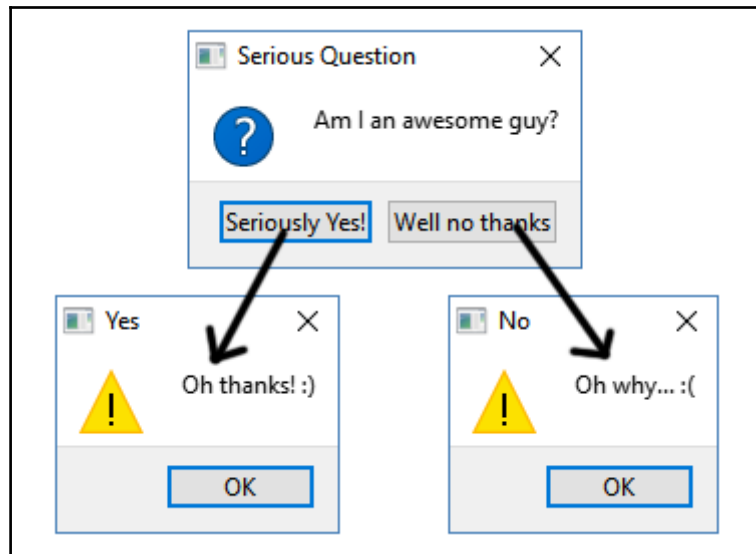 Serious Question
?
Am I an awesome guy?
Seriously Yes!
Well no thanks
Yes
!
Oh thanks! :)
OK
No
!
Oh why... :(
OK